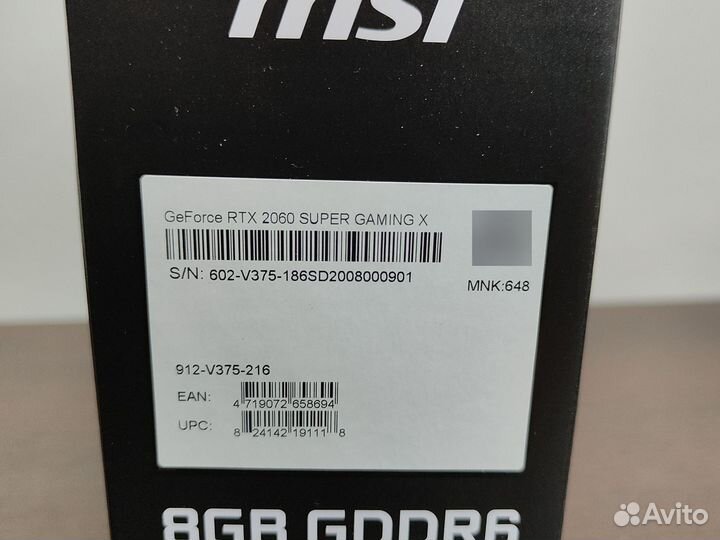 msi
GeForce RTX 2060 SUPER GAMING X
S/N: 602-V375-186SD2008000901
MNK:648
912-V375-216
EAN: 4 719072 658694
UPC: 8 24142 19111 8
8GB GDDR6
Avito